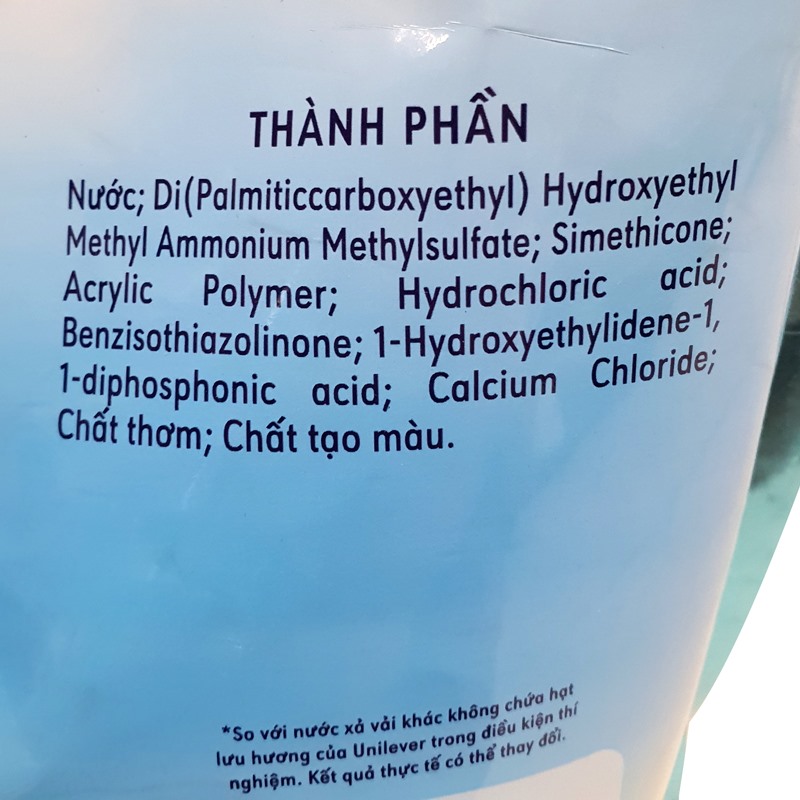 THÀNH PHẦN
Nước; Di(Palmiticcarboxyethyl) Hydroxyethyl
Methyl Ammonium Methylsulfate; Simethicone;
Acrylic Polymer; Hydrochloric acid;
Benzisothiazolinone; 1-Hydroxyethylidene-1,
1-diphosphonic acid; Calcium Chloride;
Chất thơm; Chất tạo màu.
*So với nước xả vải khác không chứa hạt
lưu hương của Unilever trong điều kiện thí
nghiệm. Kết quả thực tế có thể thay đổi.